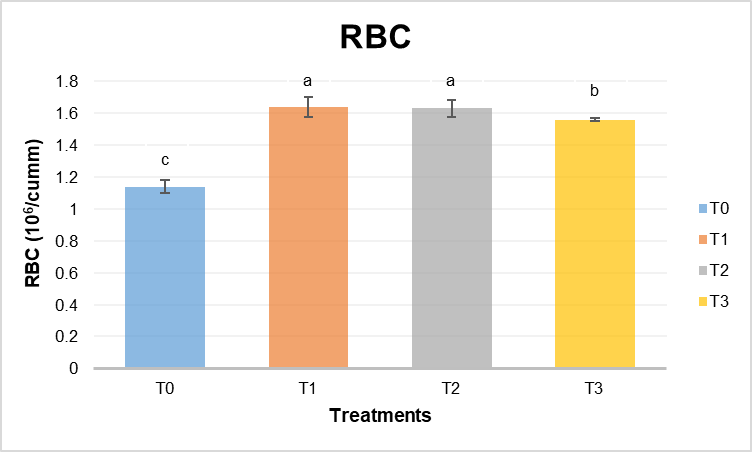 RBC
RBC (10⁶/cumm)
1.8
1.6
1.4
1.2
1
0.8
0.6
0.4
0.2
0
c
a
a
b
T0
T1
T2
T3
Treatments
T0
T1
T2
T3